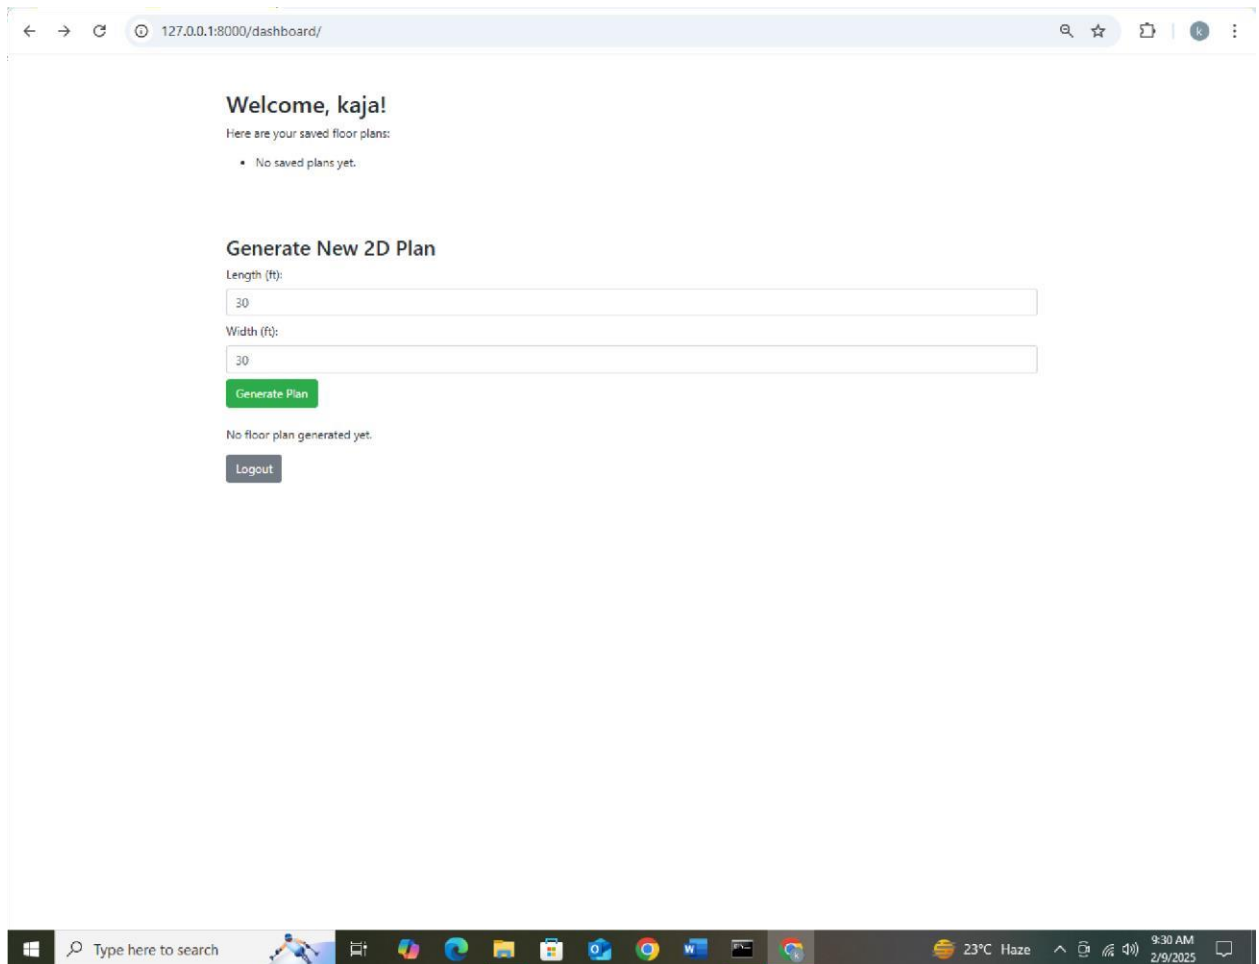 127.0.0.1:8000/dashboard/
k
Welcome, kaja!
Here are your saved floor plans:
• No saved plans yet.
Generate New 2D Plan
Length (ft):
30
Width (ft):
30
Generate Plan
No floor plan generated yet.
Logout
Type here to search
23°C Haze
9:30 AM
2/9/2025